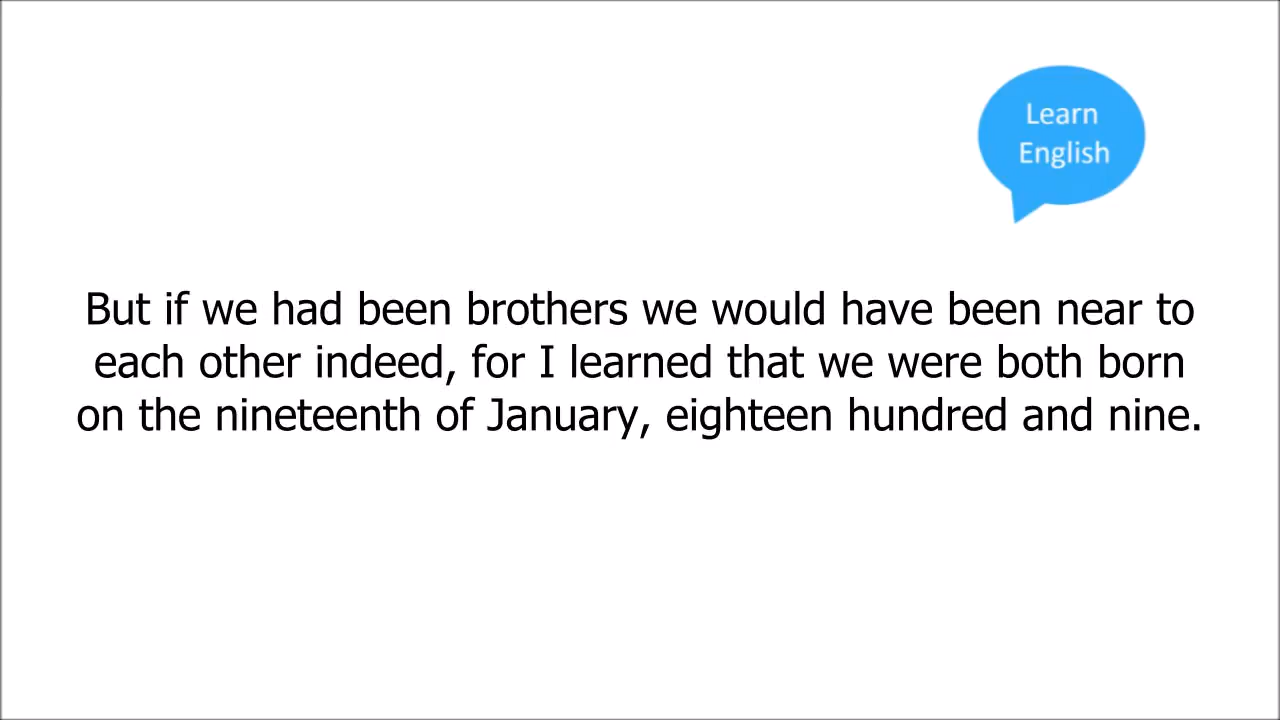 Learn
English
But if we had been brothers we would have been near to
each other indeed, for I learned that we were both born
on the nineteenth of January, eighteen hundred and nine.